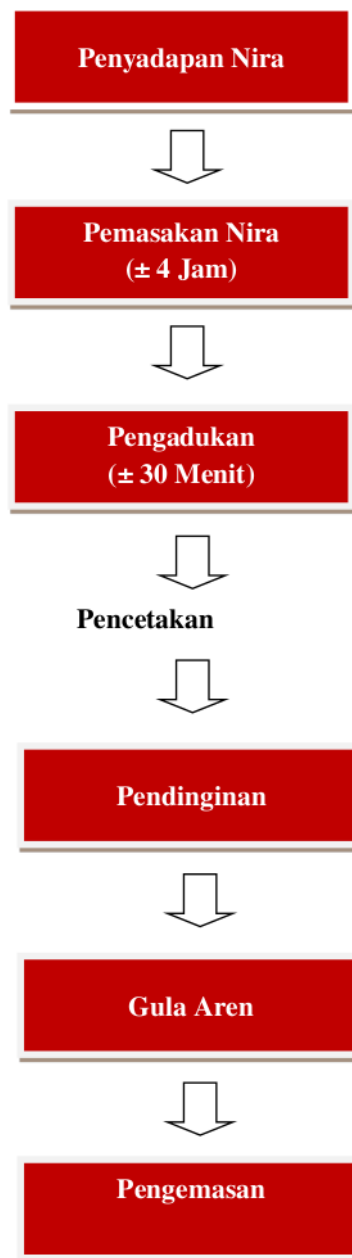 Penyadapan Nira
Pemasakan Nira
(± 4 Jam)
Pengadukan
(± 30 Menit)
Pencetakan
Pendinginan
Gula Aren
Pengemasan